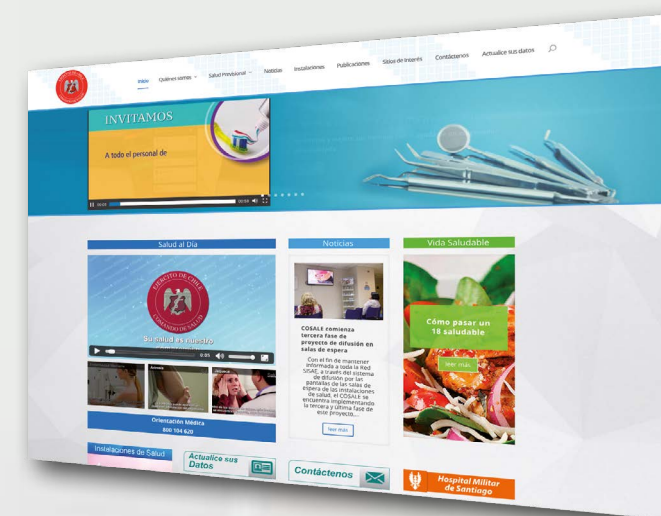 Inicio
Quiénes somos
Salud Previsional
Noticias
Instalaciones
Publicaciones
Sitios de Interés
Contáctenos
Actualice sus datos
INVITAMOS
A todo el personal de
00:09
Salud al Día
EJERCITO DE CHILE
COMANDO DE SALUD
Su salud es nuestro
0:05
Orientación Médica
800 104 620
Noticias
COSALE comienza
tercera fase de
proyecto de difusión en
salas de espera
Con el fin de mantener
informada a toda la Red
SISAE, a través del sistema
de difusión por las
pantallas de las salas de
espera de las instalaciones
de salud, el COSALE se
encuentra implementando
la tercera y última fase de
este proyecto,...
leer más
Vida Saludable
Cómo pasar un
18 saludable
leer más
Instalaciones de Salud
Actualice sus
Datos
Contáctenos
Hospital Militar
de Santiago